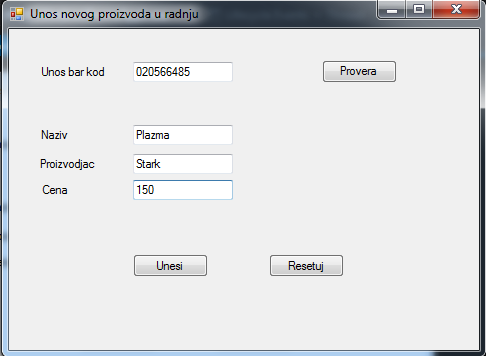 Unos novog proizvoda u radnju
Unos bar kod 020566485 Provera
Naziv Plazma
Proizvodjac Stark
Cena 150
Unesi Resetuj